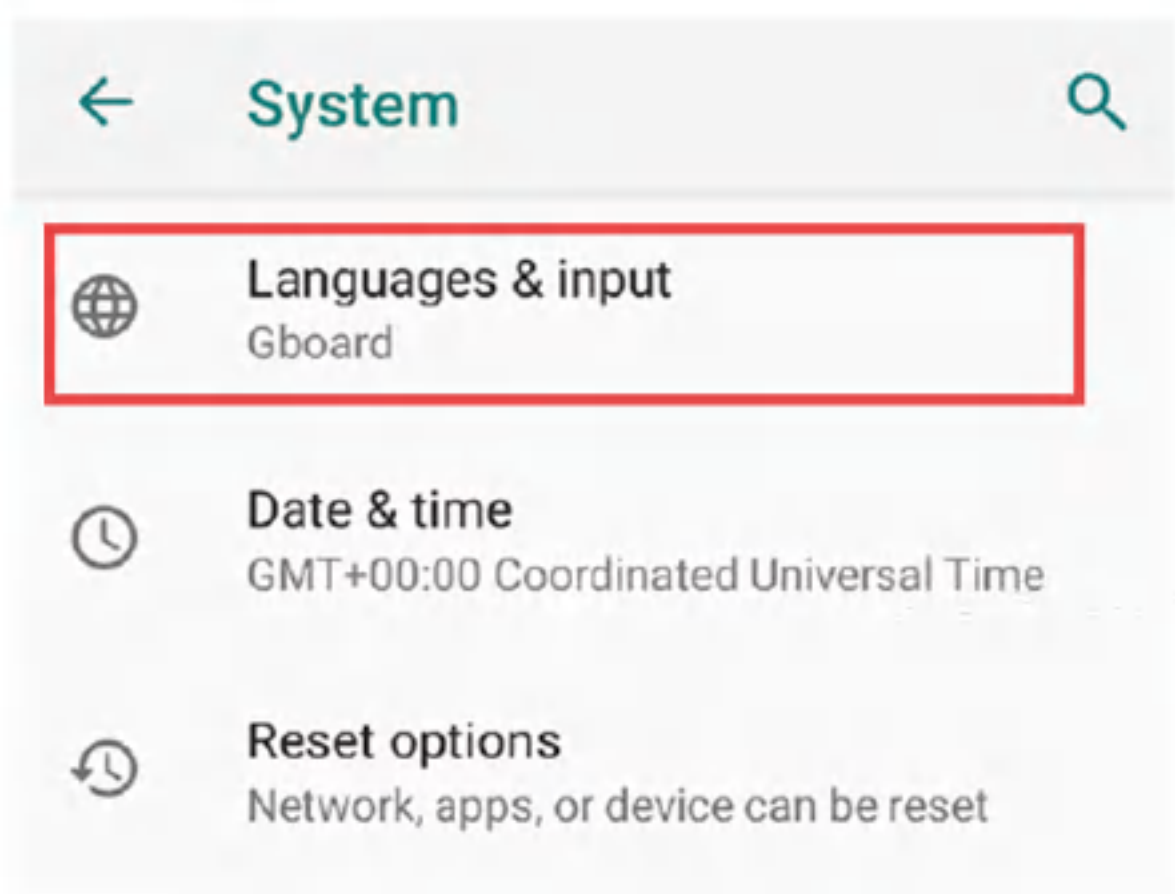 System
Languages & input
Gboard
Date & time
GMT+00:00 Coordinated Universal Time
Reset options
Network, apps, or device can be reset